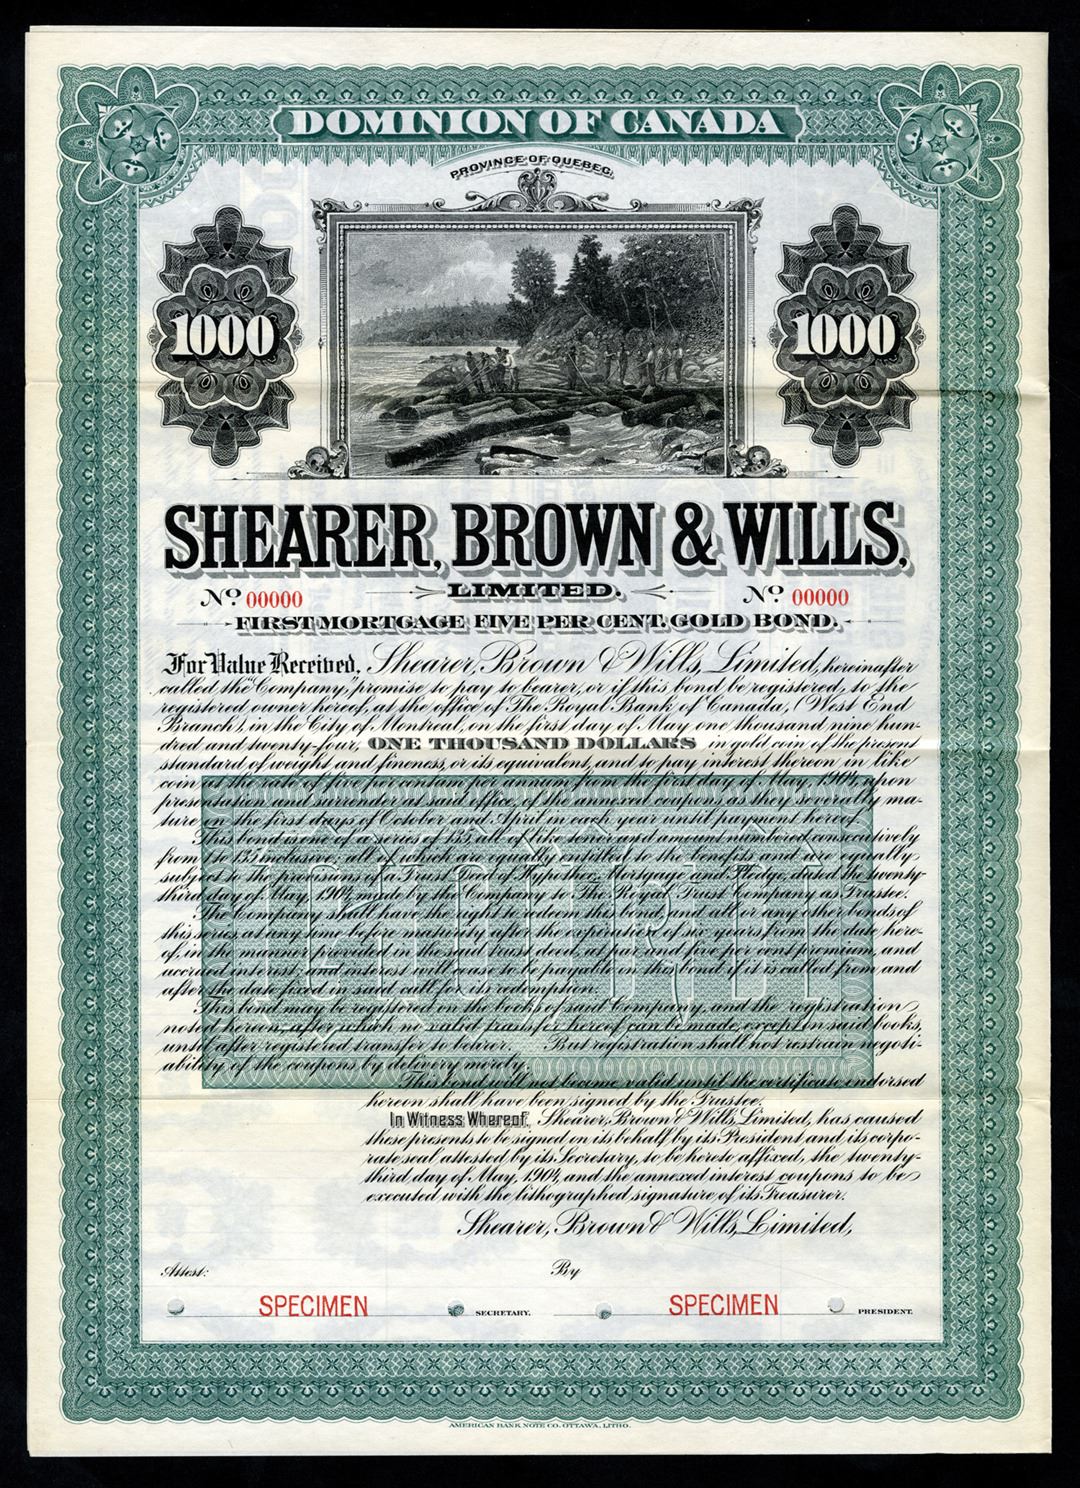 DOMINION OF CANADA
PROVINCE OF QUEBEC.
1000
1000
SHEARER, BROWN & WILLS,
LIMITED.
No 00000
No 00000
FIRST MORTGAGE FIVE PER CENT. GOLD BOND.
For Value Received, Shearer, Brown & Wills, Limited, hereinafter
called the "Company," promise to pay to bearer, or if this bond be registered, to the
registered owner hereof, at the office of The Royal Bank of Canada, (West End
Branch), in the City of Montreal, on the first day of May one thousand nine hun-
dred and twenty-four, ONE THOUSAND DOLLARS in gold coin of the present
standard of weight and fineness, or its equivalent, and to pay interest thereon in like
coin at the rate of five per centum per annum from the first day of May, 1904, upon
presentation and surrender at said office, of the annexed coupons as they severally ma-
ture on the first days of October and April in each year until payment hereof.
This bond is one of a series of 135, all of like tenor and amount numbered consecutively
from 1 to 135 inclusive; all of which are equally entitled to the benefits and are equally
subject to the provisions of a Trust Deed of Hypothec, Mortgage and Pledge, dated the twenty-
third day of May, 1904, made by the Company to The Royal Trust Company as Trustee.
The Company shall have the right to redeem this bond, and all or any other bonds of
this series at any time before maturity after the expiration of six years from the date here-
of, in the manner provided in the said trust deed, at par and five per cent premium, and
accrued interest; and interest will cease to be payable on this bond if it is called from and
after the date fixed in said call for its redemption.
This bond may be registered on the books of said Company, and the registration
noted hereon, after which no valid transfer hereof can be made, except on said books,
until after registered transfer to bearer. But registration shall not restrain negoti-
ability of the coupons by delivery merely.
This bond will not become valid until the certificate endorsed
hereon shall have been signed by the Trustee.
In Witness Whereof, Shearer, Brown & Wills, Limited, has caused
these presents to be signed on its behalf by its President and its corpo-
rate seal attested by its Secretary, to be hereto affixed, the twenty-
third day of May, 1904, and the annexed interest coupons to be
executed with the lithographed signature of its Treasurer.
Shearer, Brown & Wills, Limited,
Attest:
By
SPECIMEN SECRETARY.
SPECIMEN PRESIDENT.
AMERICAN BANK NOTE CO. OTTAWA, LITHO.